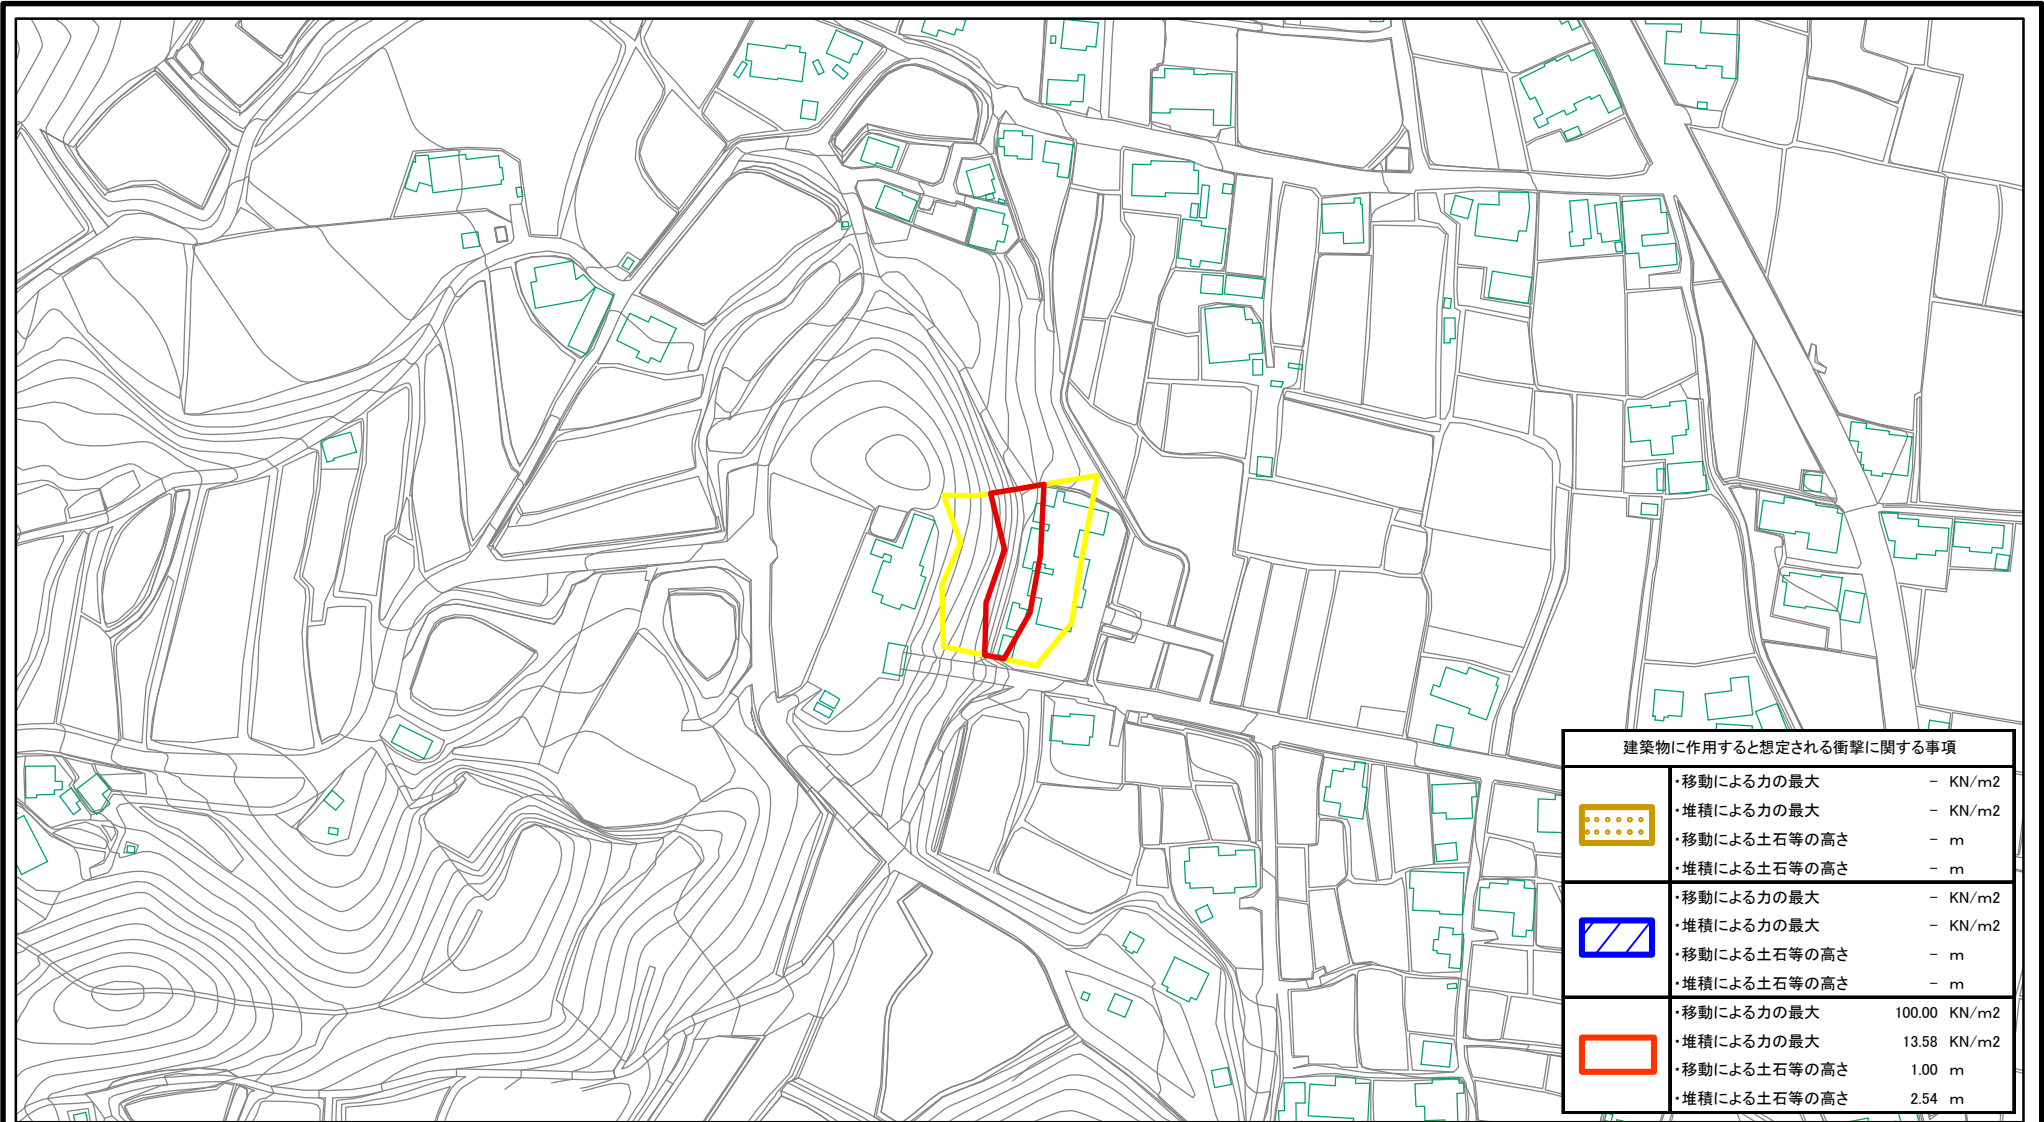 建築物に作用すると想定される衝撃に関する事項
・移動による力の最大 － KN/m2
・堆積による力の最大 － KN/m2
・移動による土石等の高さ － m
・堆積による土石等の高さ － m
・移動による力の最大 － KN/m2
・堆積による力の最大 － KN/m2
・移動による土石等の高さ － m
・堆積による土石等の高さ － m
・移動による力の最大 100.00 KN/m2
・堆積による力の最大 13.58 KN/m2
・移動による土石等の高さ 1.00 m
・堆積による土石等の高さ 2.54 m